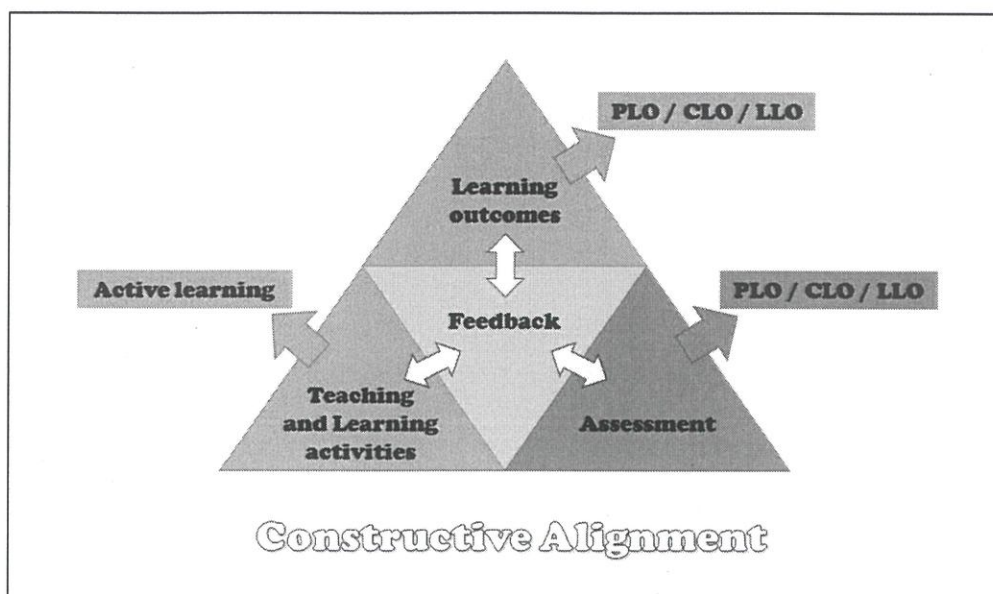 PLO / CLO / LLO
Learning
outcomes
Active learning
PLO / CLO / LLO
Feedback
Teaching
and Learning
activities
Assessment
Constructive Alignment